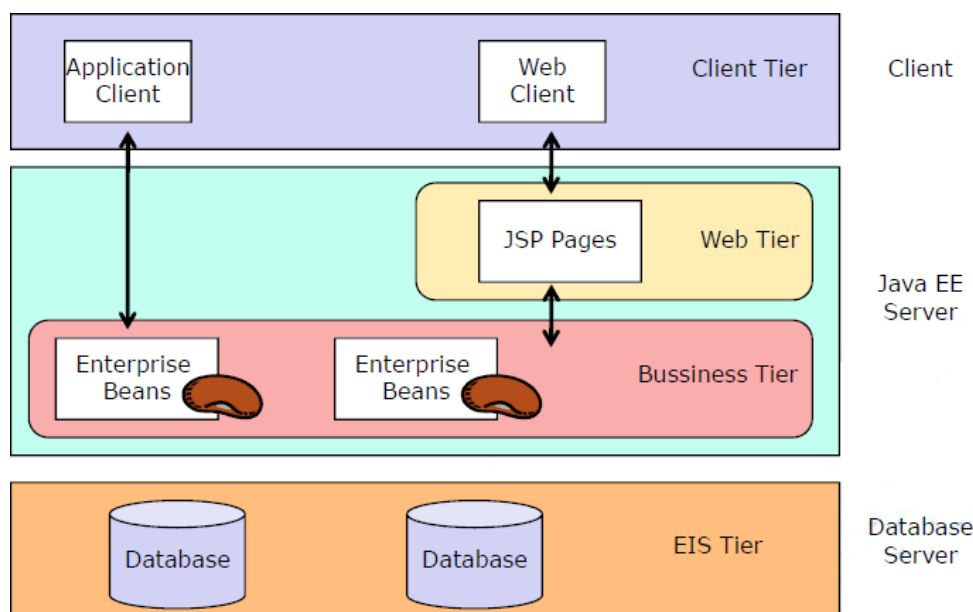 Application
Client
Web
Client
Client Tier
Client
JSP Pages
Web Tier
Java EE
Server
Enterprise
Beans
Enterprise
Beans
Bussiness Tier
Database
Database
EIS Tier
Database
Server